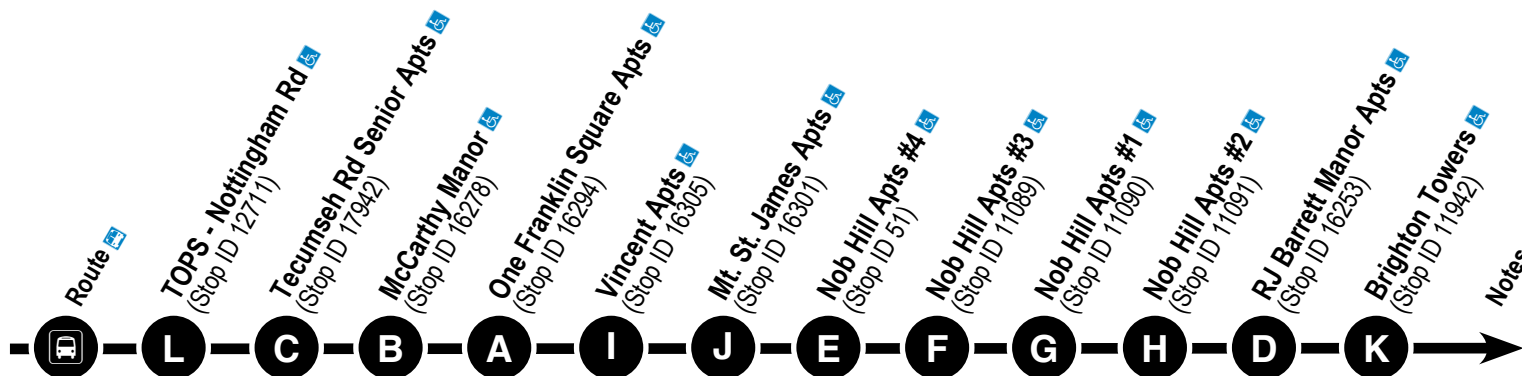 Route
TOPS - Nottingham Rd
(Stop ID 12711)
Tecumseh Rd Senior Apts
(Stop ID 17942)
McCarthy Manor
(Stop ID 16278)
One Franklin Square Apts
(Stop ID 16294)
Vincent Apts
(Stop ID 16305)
Mt. St. James Apts
(Stop ID 16301)
Nob Hill Apts #4
(Stop ID 51)
Nob Hill Apts #3
(Stop ID 11089)
Nob Hill Apts #1
(Stop ID 11090)
Nob Hill Apts #2
(Stop ID 11091)
RJ Barrett Manor Apts
(Stop ID 16253)
Brighton Towers
(Stop ID 11942)
Notes
L C B A I J E F G H D K